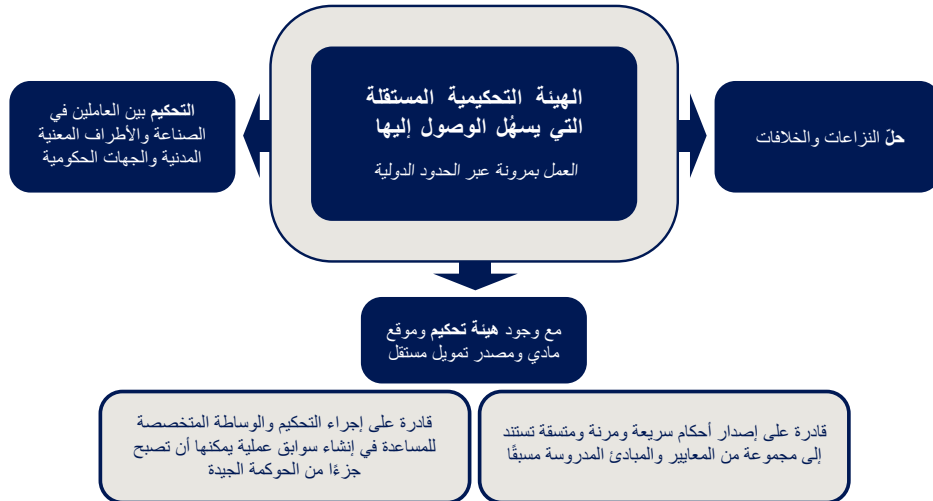 الهيئة التحكيمية المستقلة
التي يسهُل الوصول إليها
العمل بمرونة عبر الحدود الدولية
حلّ النزاعات والخلافات
التحكيم بين العاملين في
الصناعة والأطراف المعنية
المدنية والجهات الحكومية
مع وجود هيئة تحكيم وموقع
مادي ومصدر تمويل مستقل
قادرة على إصدار أحكام سريعة ومرنة ومتسقة تستند
إلى مجموعة من المعايير والمبادئ المدروسة مسبقًا
قادرة على إجراء التحكيم والوساطة المتخصصة
للمساعدة في إنشاء سوابق عملية يمكنها أن تصبح
جزءًا من الحوكمة الجيدة